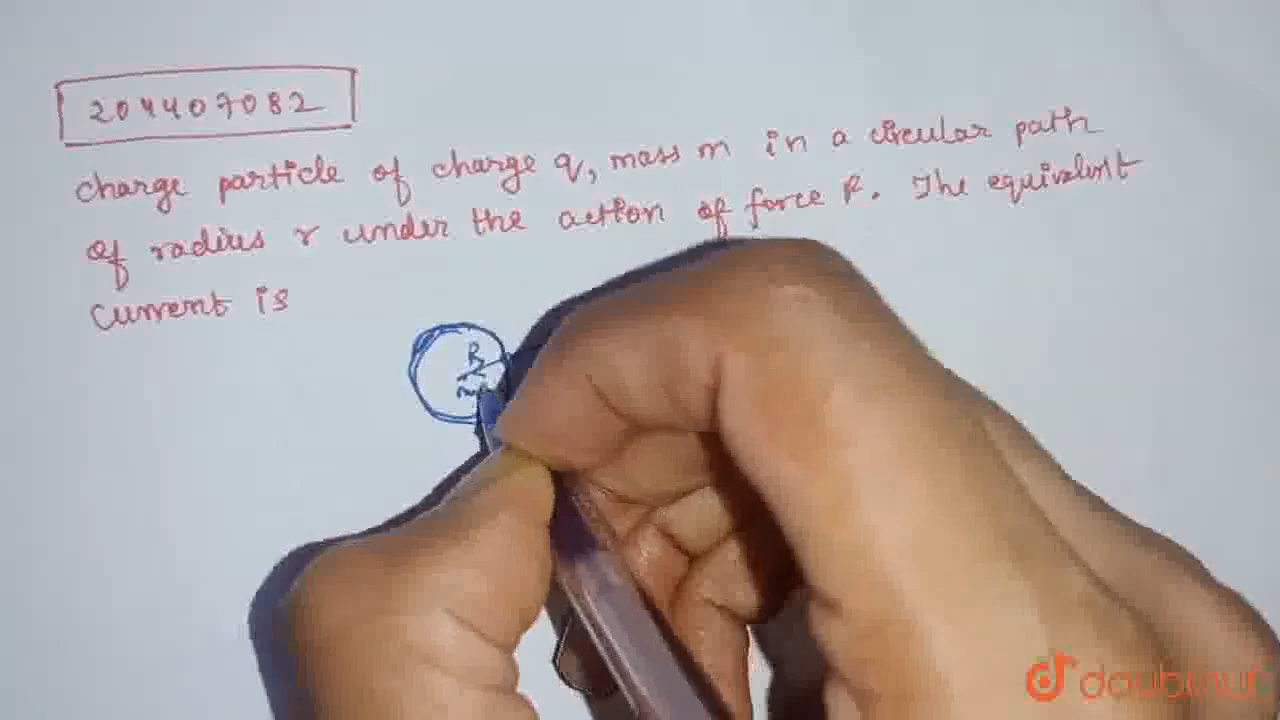 204407082
charge particle of charge q, mass m in a circular path
of radius r under the action of force F. The equivalent
current is
R
doubtnut